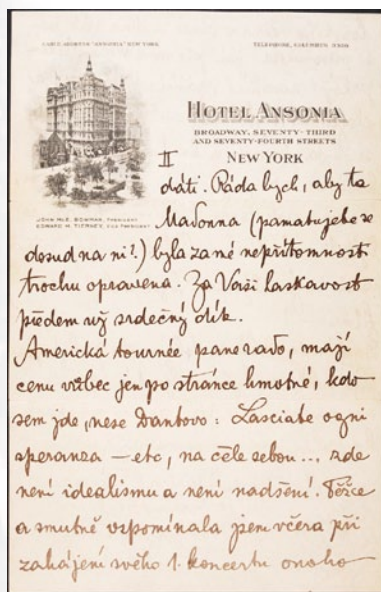 CABLE ADDRESS "ANSONIA" NEW YORK
TELEPHONE, COLUMBUS
HOTEL ANSONIA
BROADWAY, SEVENTY-THIRD
AND SEVENTY-FOURTH STREETS
NEW YORK
JOHN McE. BOWMAN, PRESIDENT
EDWARD M. TIERNEY, VICE PRESIDENT
II
dáti. Ráda bych, aby ta
Madonna (pamatujete se
dosud na ni?) byla za mé nepřítomnosti
trochu opravena. Za Vaši laskavost
předem už srdečný dík.
Americká tournée pane rado, mají
cenu vůbec jen po stránce hmotné, kdo
sem jde, nese Dantovo: Lasciate ogni
speranza – etc, na čele sebou... zde
není idealismu a není nadšení. Těžce
a smutně vzpomínala jsem včera při
zahájení svého 1. koncertu onoho